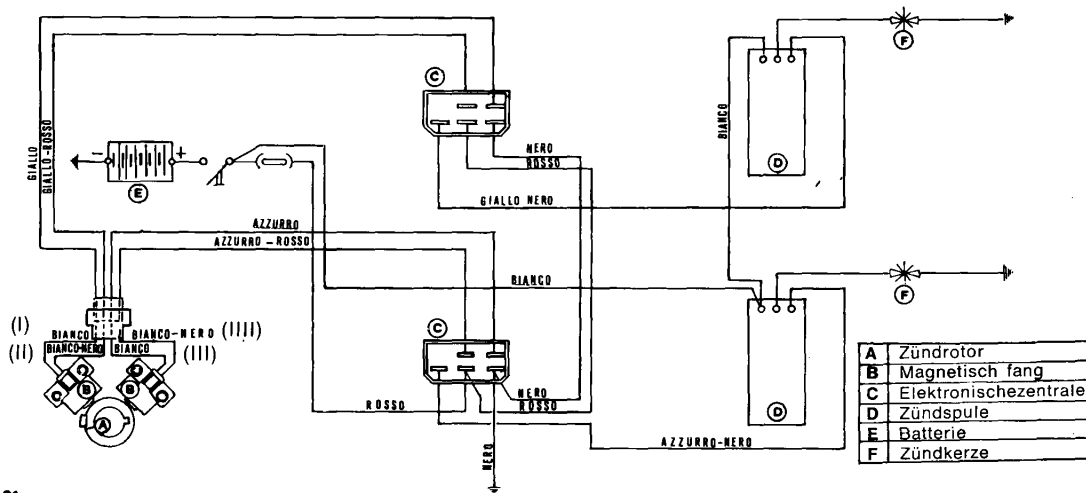 F
C
D
BIANCO
GIALLO
GIALLO-ROSSO
NERO
ROSSO
- +
E
GIALLO NERO
AZZURRO
AZZURRO - ROSSO
BIANCO
F
C
(I) BIANCO BIANCO-NERO (IIII)
(II) BIANCO-NERO BIANCO (III)
B B
A
ROSSO
NERO
ROSSO
NERO
D
AZZURRO-NERO
A Zündrotor
B Magnetisch fang
C Elektronischezentrale
D Zündspule
E Batterie
F Zündkerze